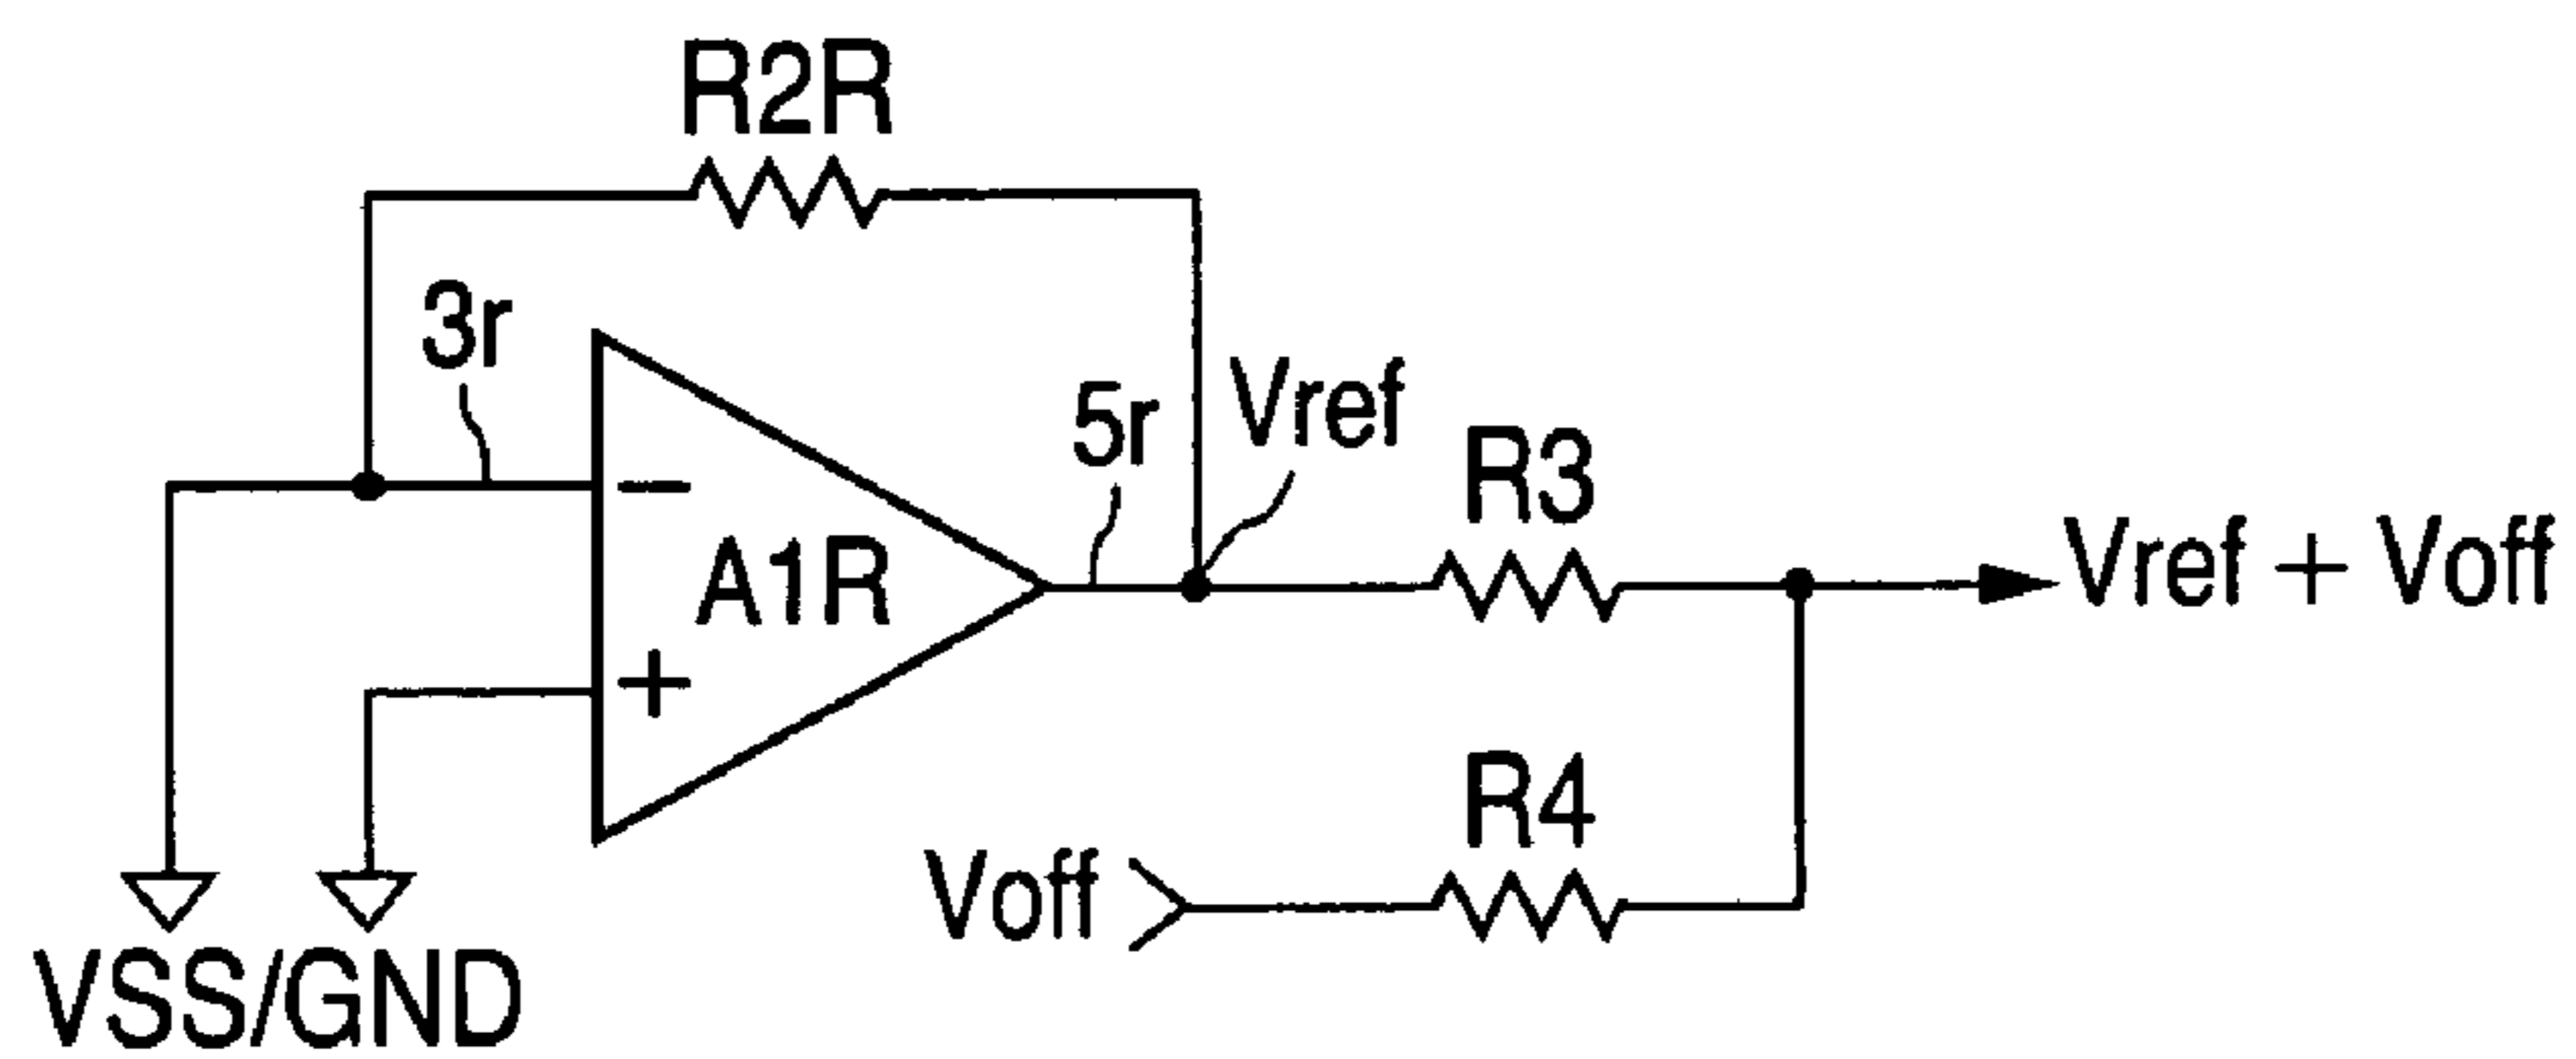 R2R
3r
5r
Vref
R3
−
A1R
+
Vref + Voff
R4
Voff
VSS/GND